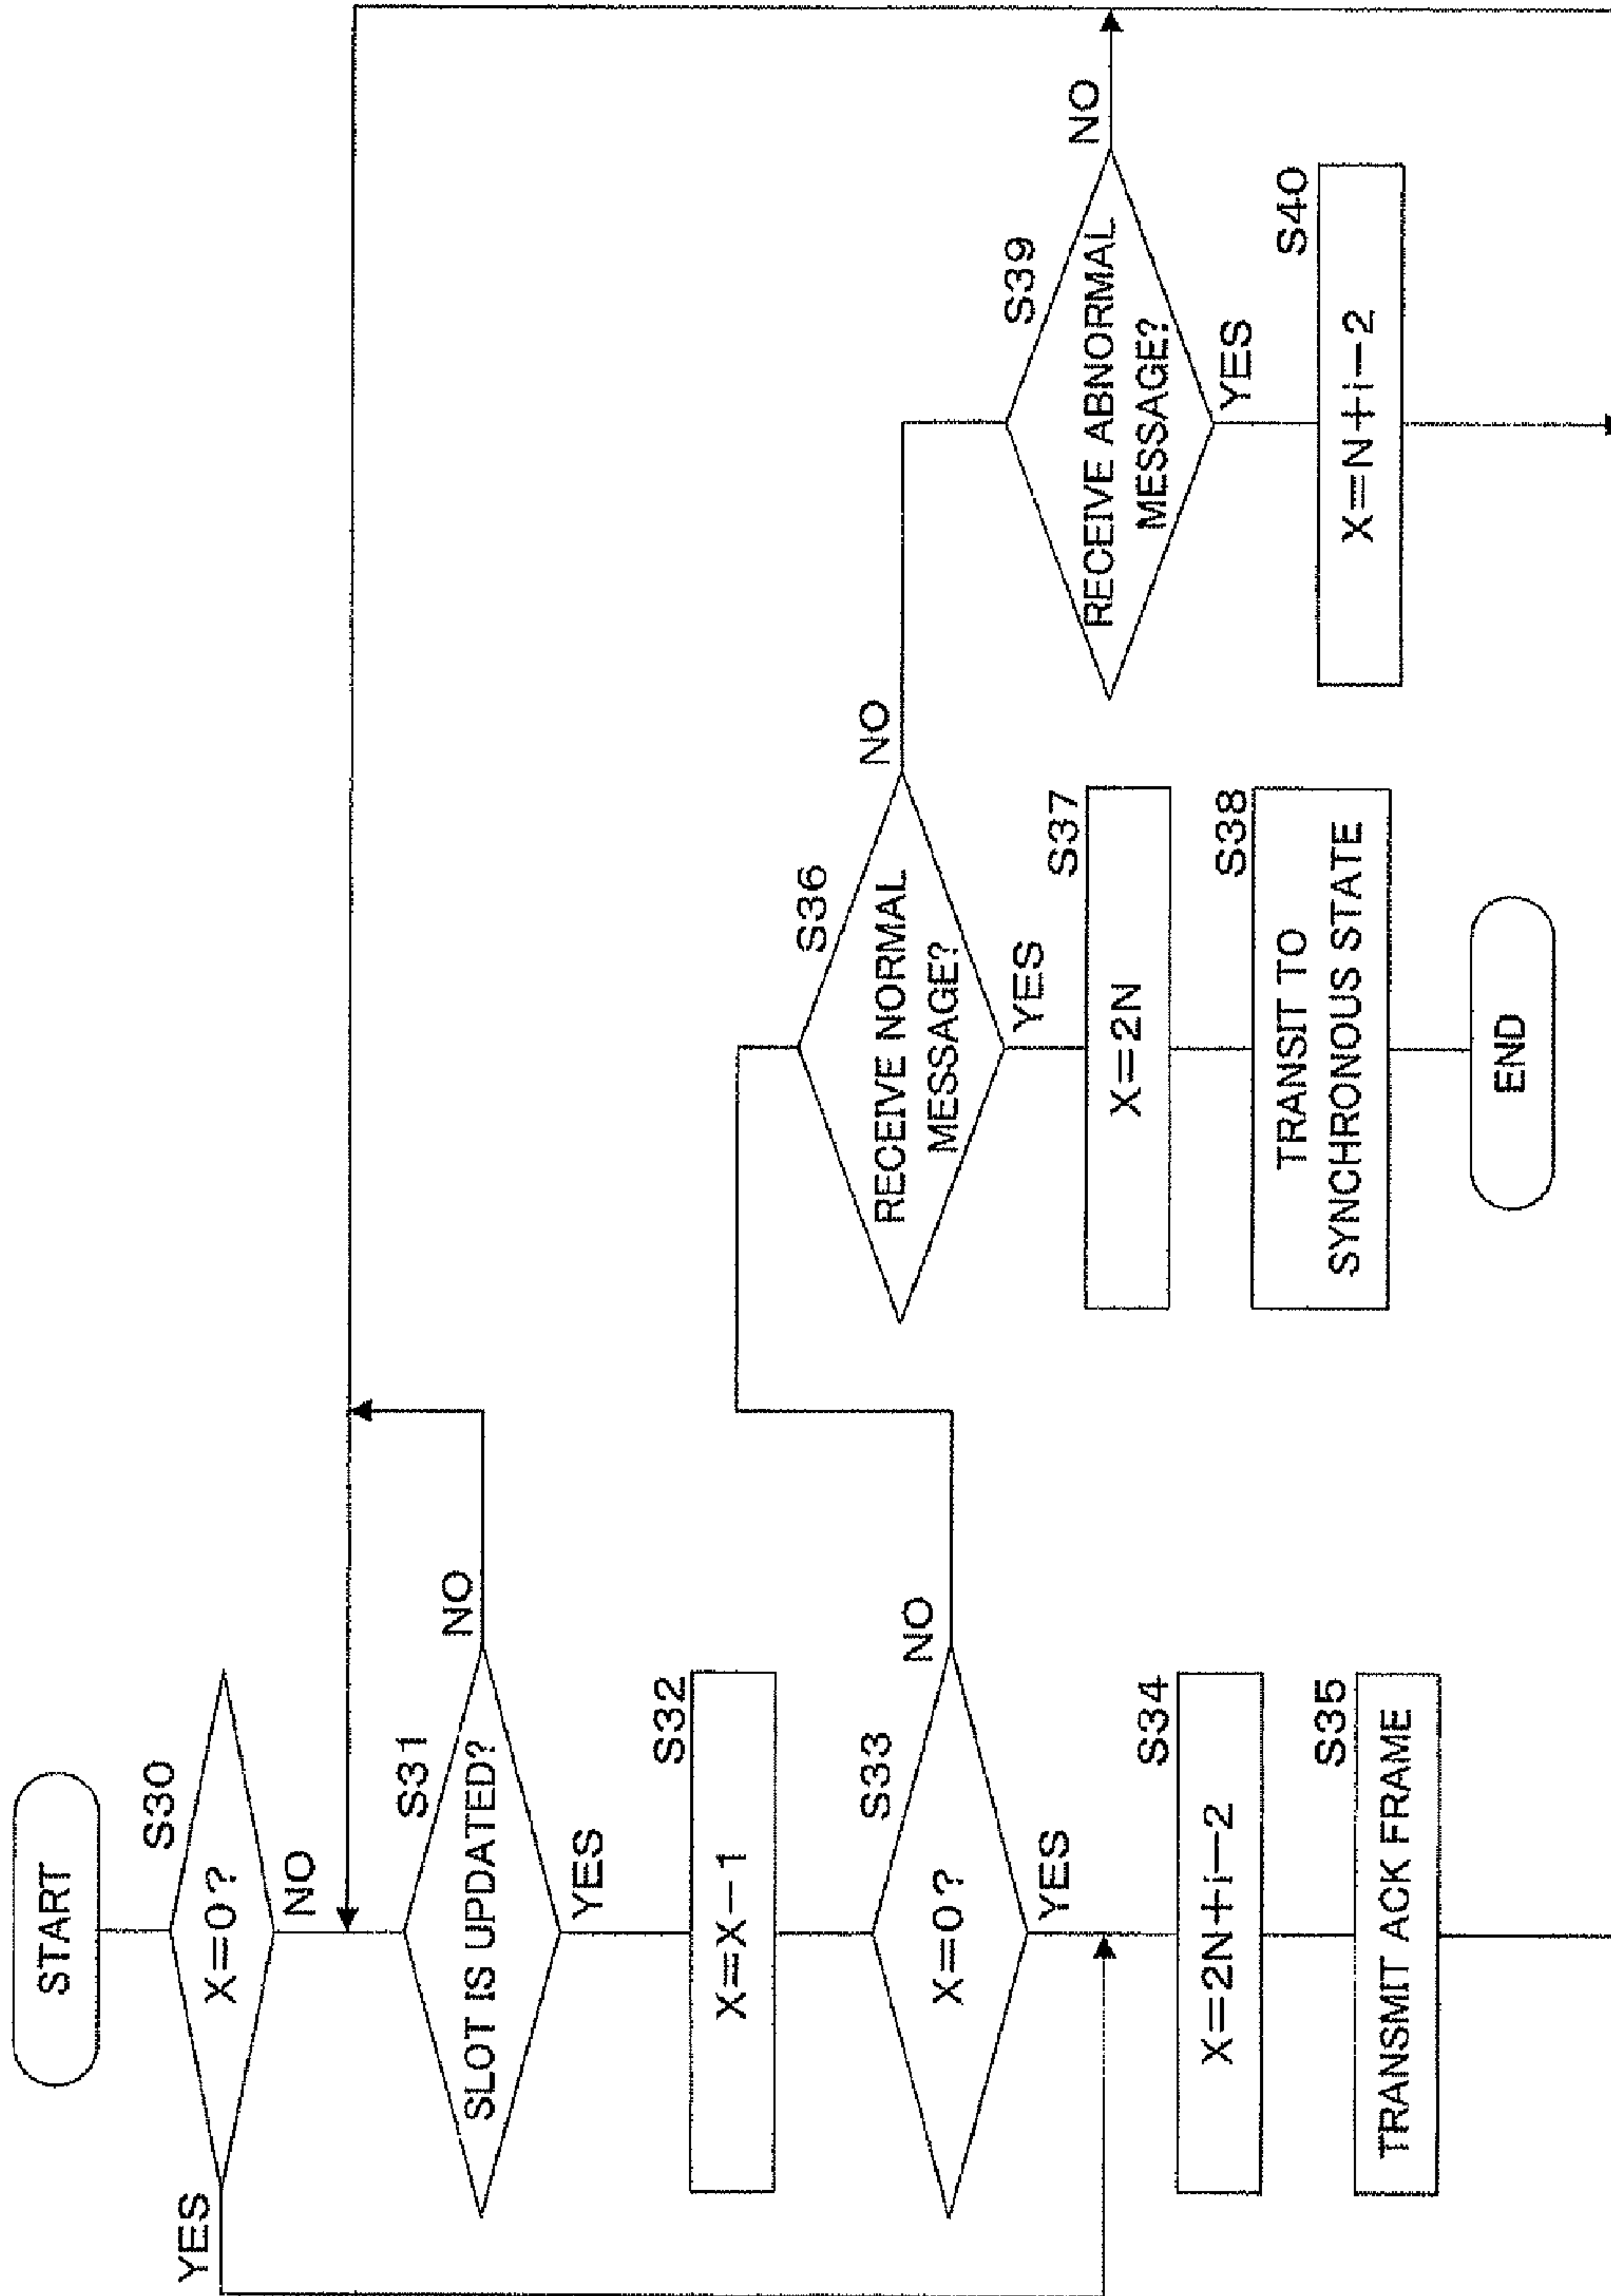 START
S30
X=0?
YES
NO
S31
SLOT IS UPDATED?
NO
YES
S32
X=X-1
S33
X=0?
NO
YES
S34
X=2N+i-2
S35
TRANSMIT ACK FRAME
S36
RECEIVE NORMAL
MESSAGE?
NO
YES
S37
X=2N
S38
TRANSIT TO
SYNCHRONOUS STATE
END
S39
RECEIVE ABNORMAL
MESSAGE?
NO
YES
S40
X=N+i-2